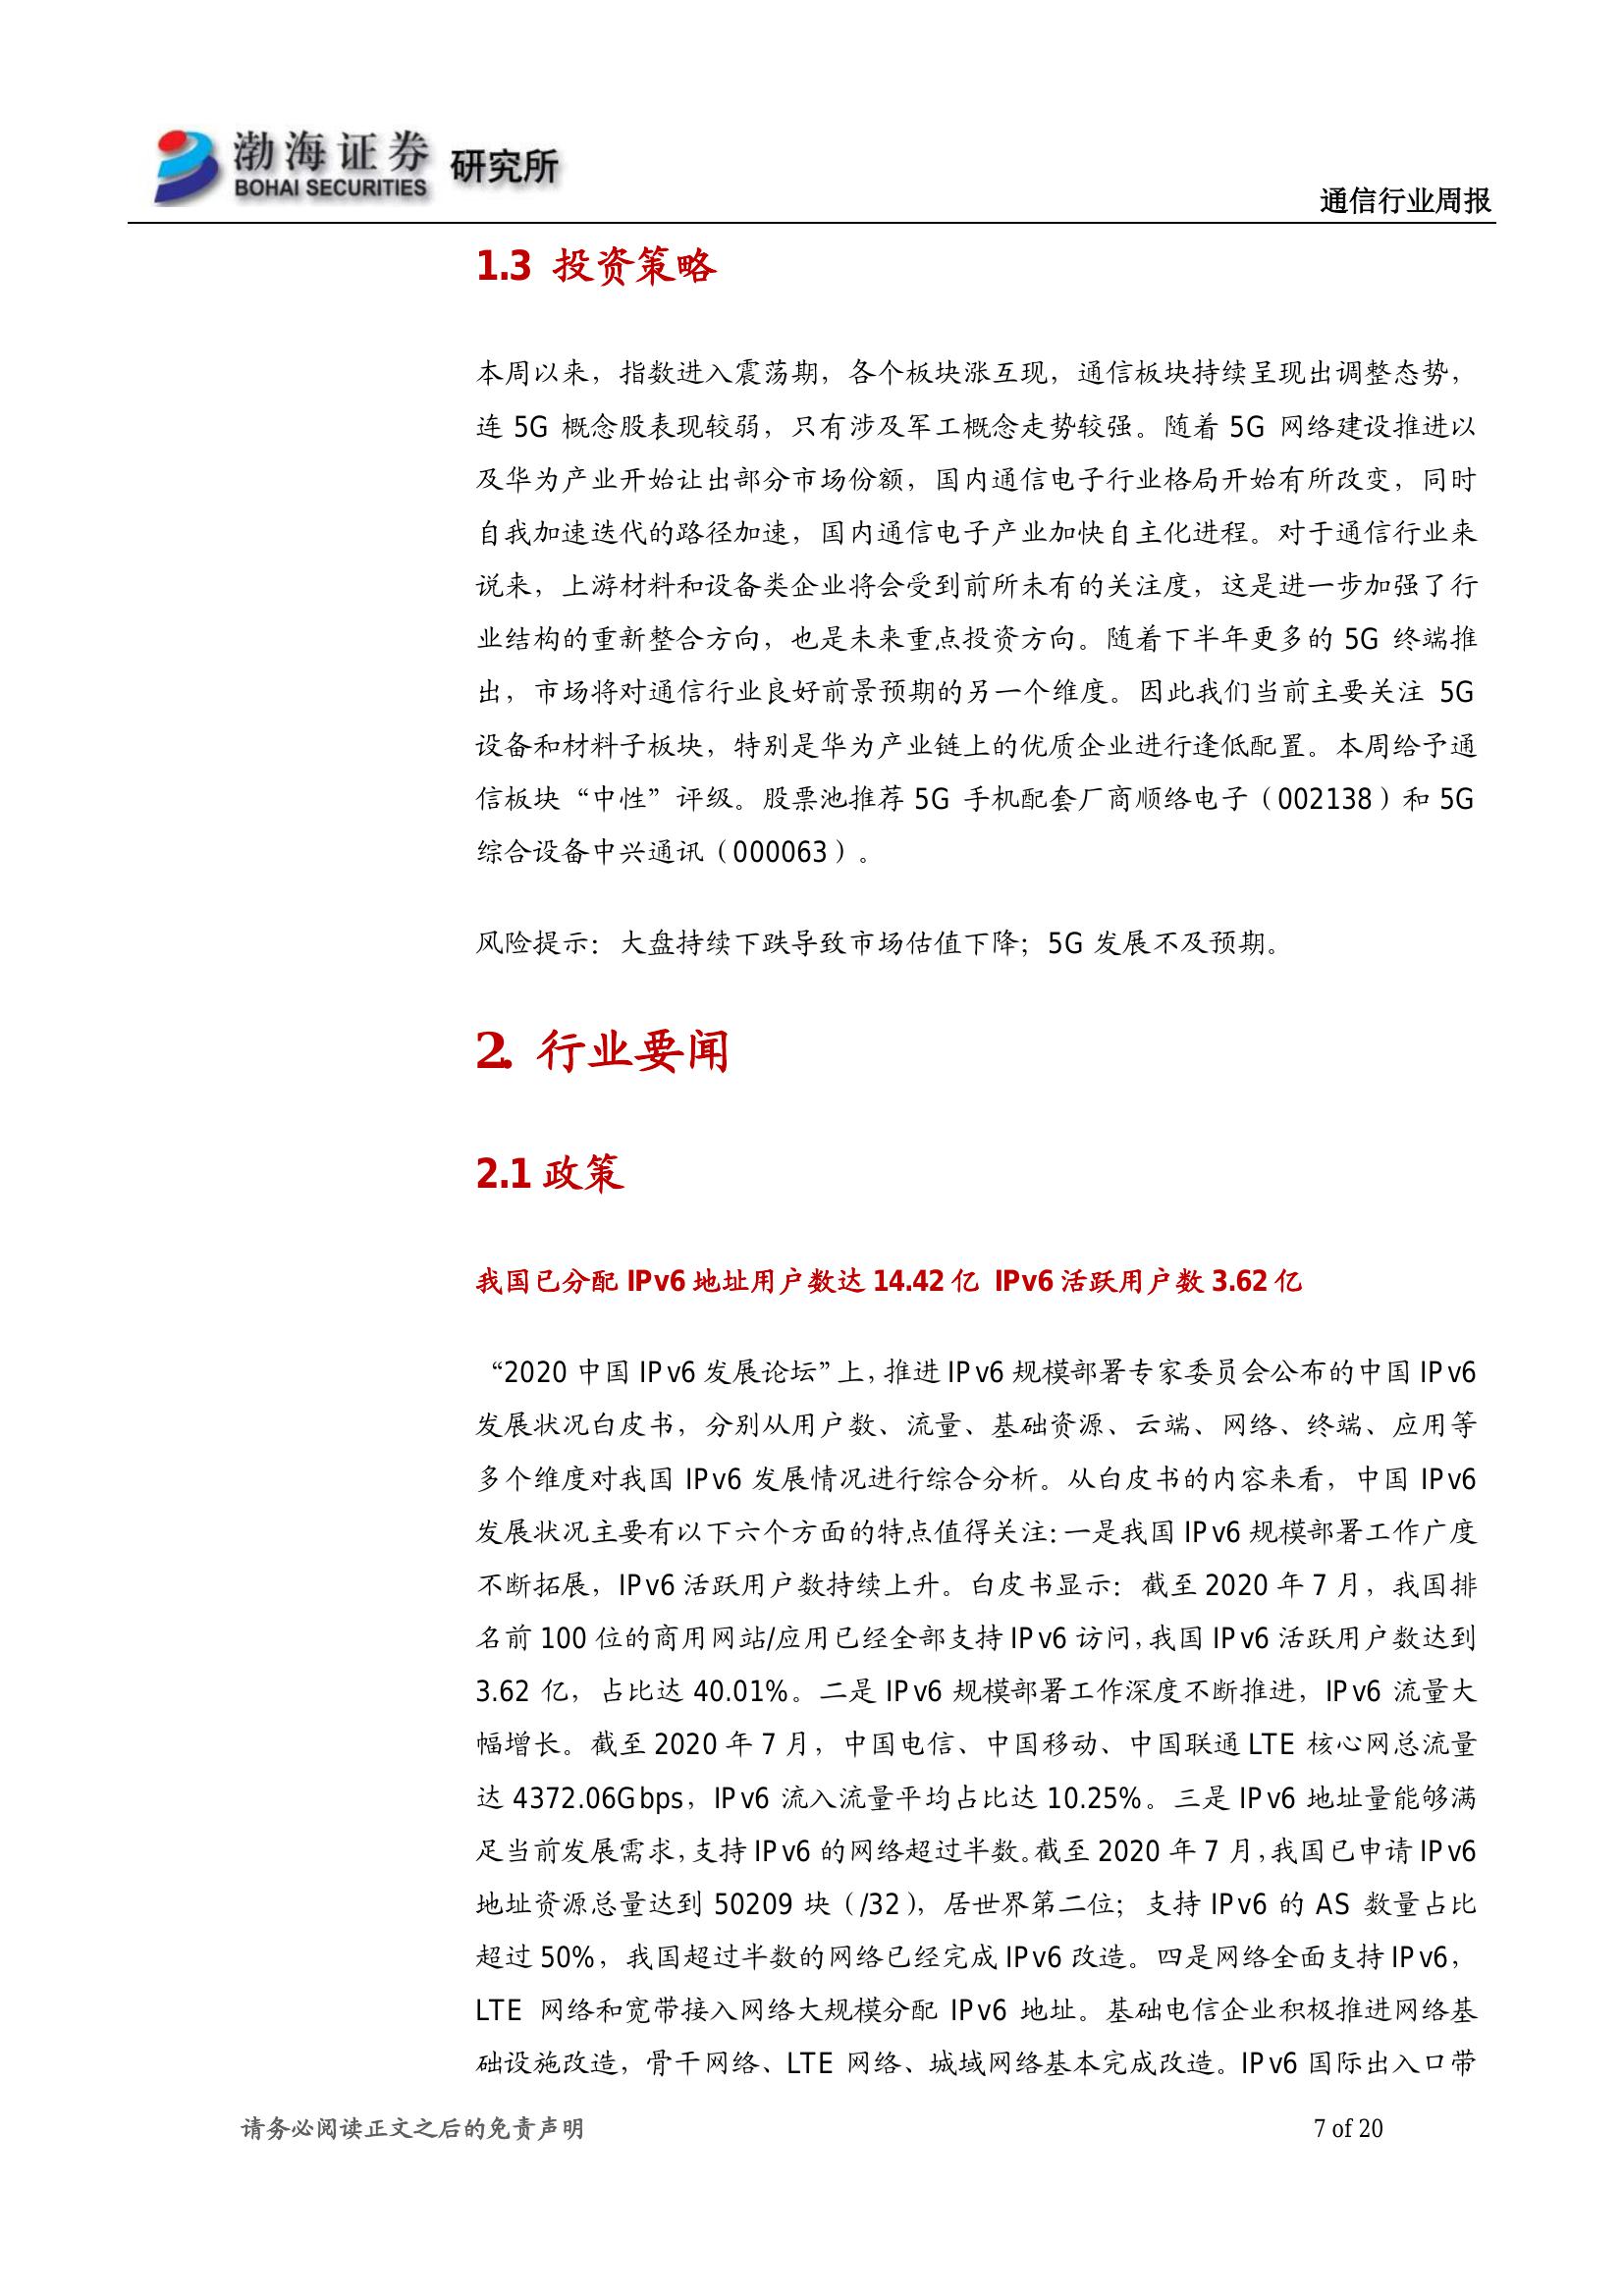 渤海证券 研究所
BOHAI SECURITIES
通信行业周报
1.3 投资策略
本周以来，指数进入震荡期，各个板块涨互现，通信板块持续呈现出调整态势，
连 5G 概念股表现较弱，只有涉及军工概念走势较强。随着 5G 网络建设推进以
及华为产业开始让出部分市场份额，国内通信电子行业格局开始有所改变，同时
自我加速迭代的路径加速，国内通信电子产业加快自主化进程。对于通信行业来
说来，上游材料和设备类企业将会受到前所未有的关注度，这是进一步加强了行
业结构的重新整合方向，也是未来重点投资方向。随着下半年更多的 5G 终端推
出，市场将对通信行业良好前景预期的另一个维度。因此我们当前主要关注 5G
设备和材料子板块，特别是华为产业链上的优质企业进行逢低配置。本周给予通
信板块“中性”评级。股票池推荐 5G 手机配套厂商顺络电子（002138）和 5G
综合设备中兴通讯（000063）。
风险提示：大盘持续下跌导致市场估值下降；5G 发展不及预期。
2. 行业要闻
2.1 政策
我国已分配 IPv6 地址用户数达 14.42 亿 IPv6 活跃用户数 3.62 亿
“2020 中国 IPv6 发展论坛”上，推进 IPv6 规模部署专家委员会公布的中国 IPv6
发展状况白皮书，分别从用户数、流量、基础资源、云端、网络、终端、应用等
多个维度对我国 IPv6 发展情况进行综合分析。从白皮书的内容来看，中国 IPv6
发展状况主要有以下六个方面的特点值得关注：一是我国 IPv6 规模部署工作广度
不断拓展，IPv6 活跃用户数持续上升。白皮书显示：截至 2020 年 7 月，我国排
名前 100 位的商用网站/应用已经全部支持 IPv6 访问，我国 IPv6 活跃用户数达到
3.62 亿，占比达 40.01%。二是 IPv6 规模部署工作深度不断推进，IPv6 流量大
幅增长。截至 2020 年 7 月，中国电信、中国移动、中国联通 LTE 核心网总流量
达 4372.06Gbps，IPv6 流入流量平均占比达 10.25%。三是 IPv6 地址量能够满
足当前发展需求，支持 IPv6 的网络超过半数。截至 2020 年 7 月，我国已申请 IPv6
地址资源总量达到 50209 块（/32），居世界第二位；支持 IPv6 的 AS 数量占比
超过 50%，我国超过半数的网络已经完成 IPv6 改造。四是网络全面支持 IPv6，
LTE 网络和宽带接入网络大规模分配 IPv6 地址。基础电信企业积极推进网络基
础设施改造，骨干网络、LTE 网络、城域网络基本完成改造。IPv6 国际出入口带
请务必阅读正文之后的免责声明
7 of 20